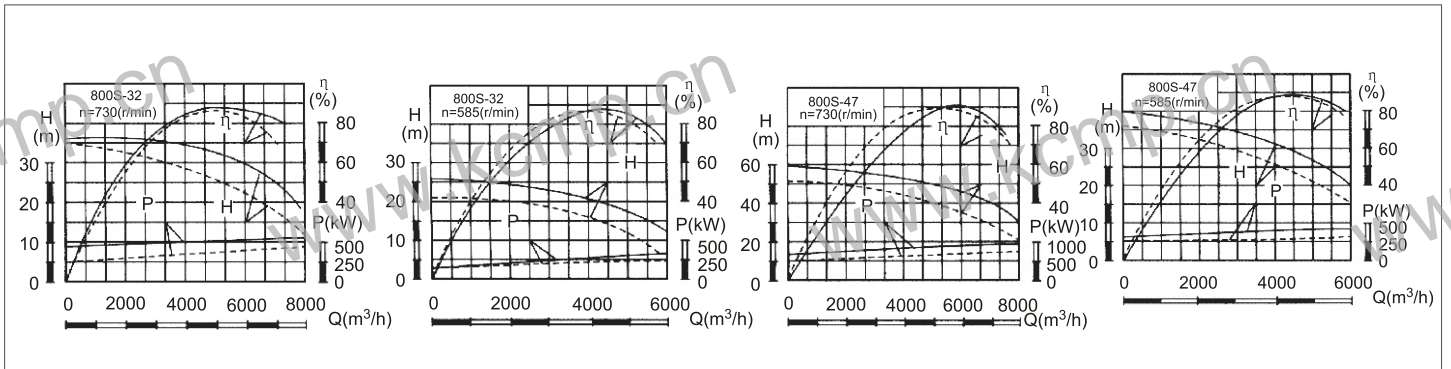 800S-32
n=730(r/min)
η
(%)
H
(m)
30
20
10
0
80
60
40
P(kW)
500
250
0
η
P
H
0 2000 4000 6000 8000
Q(m³/h)
800S-32
n=585(r/min)
η
(%)
H
(m)
30
20
10
0
80
60
40
P(kW)
500
250
0
η
H
P
0 2000 4000 6000
Q(m³/h)
800S-47
n=730(r/min)
η
(%)
H
(m)
60
40
20
0
80
60
40
P(kW)
1000
500
0
η
H
P
0 2000 4000 6000 8000
Q(m³/h)
800S-47
n=585(r/min)
η
(%)
H
(m)
40
30
20
10
0
80
60
40
P(kW)
500
250
0
η
H
P
0 2000 4000 6000
Q(m³/h)
mp.cn
www.kcmp.cn
www.kcmp.cn
w